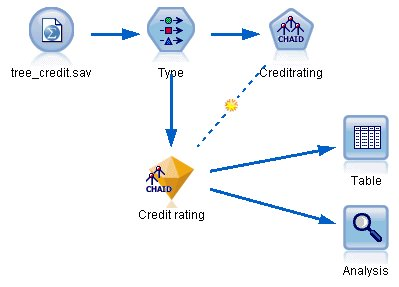 tree_credit.sav
Type
CHAID
Creditrating
CHAID
Credit rating
Table
Analysis